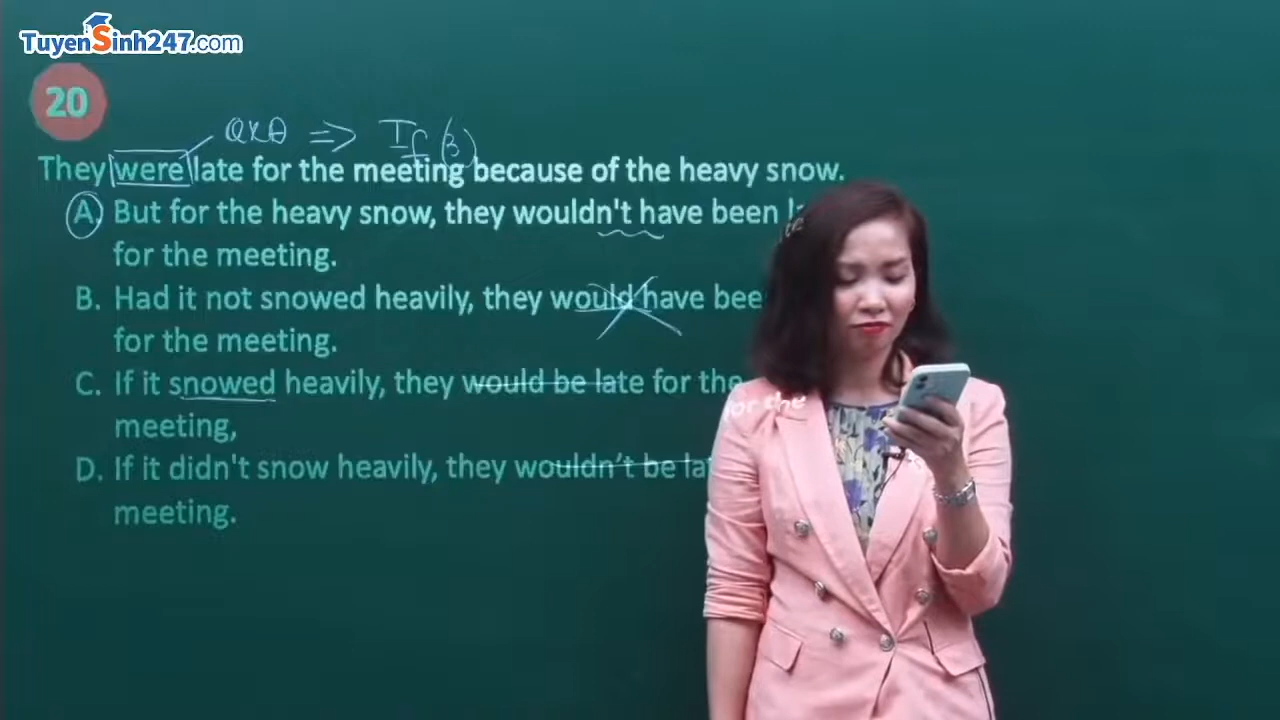 TuyenSinh247.com
20
QKĐ => If (3)
They were late for the meeting because of the heavy snow.
A. But for the heavy snow, they wouldn't have been
for the meeting.
B. Had it not snowed heavily, they would have
for the meeting.
C. If it snowed heavily, they would be late for the
meeting,
for the
D. If it didn't snow heavily, they wouldn't be
meeting.